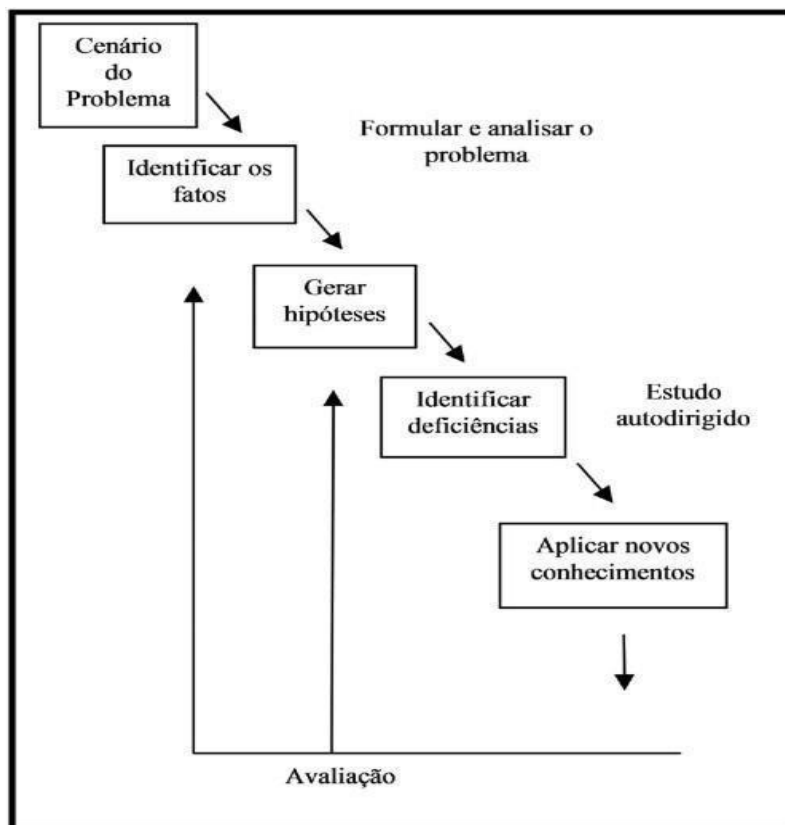 Cenário
do
Problema
Formular e analisar o
problema
Identificar os
fatos
Gerar
hipóteses
Identificar
deficiências
Estudo
autodirigido
Aplicar novos
conhecimentos
Avaliação